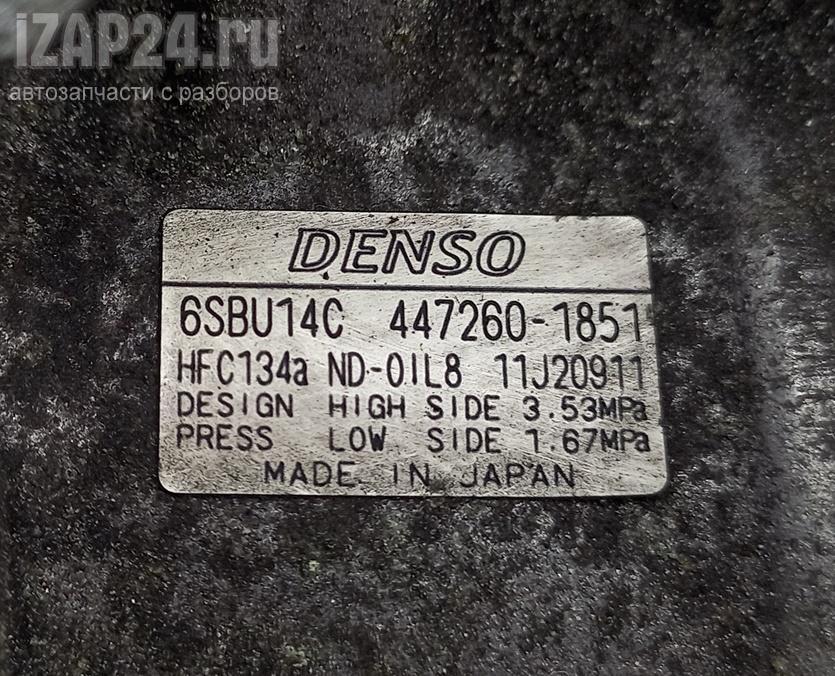 iZAP24.ru
автозапчасти с разборов
DENSO
6SBU14C 447260-1851
HFC134a ND-OIL8 11J20911
DESIGN HIGH SIDE 3.53MPa
PRESS LOW SIDE 1.67MPa
MADE IN JAPAN